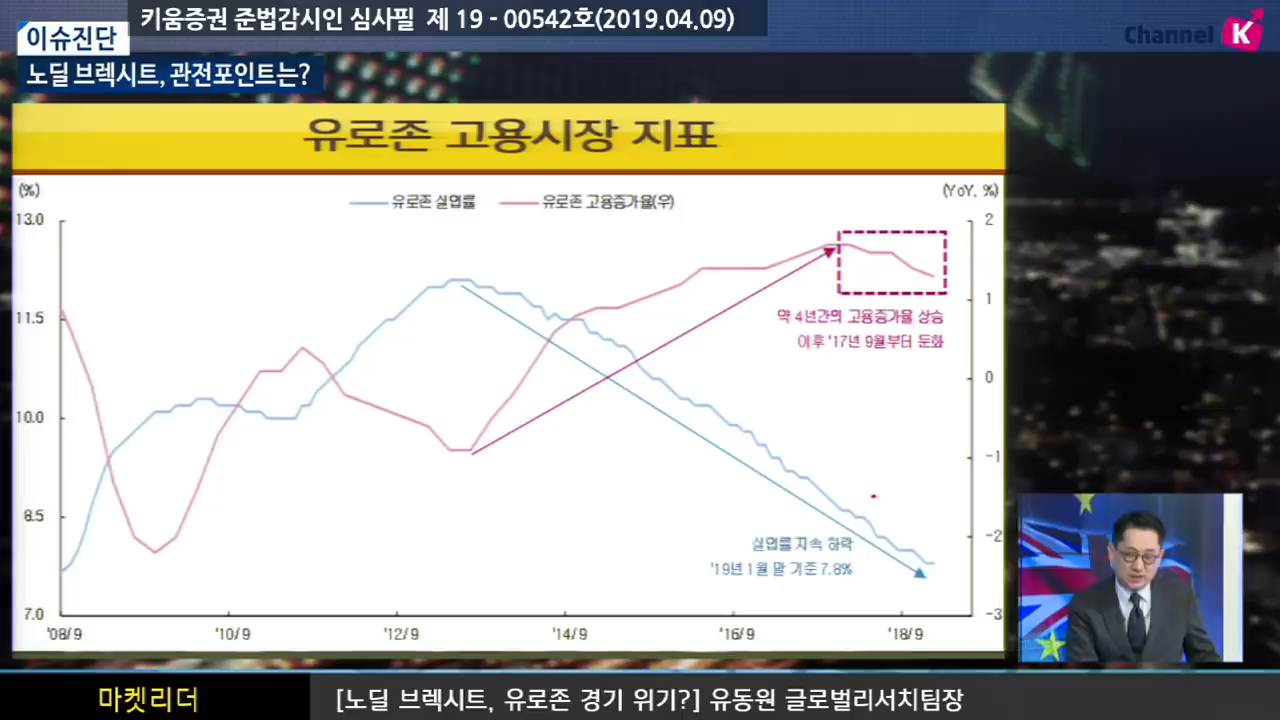 키움증권 준법감시인 심사필 제 19 - 00542호(2019.04.09)
이슈진단
Channel K
노딜 브렉시트, 관전포인트는?
유로존 고용시장 지표
(%)
(YoY, %)
유로존 실업률
유로존 고용증가율(우)
13.0
11.5
10.0
8.5
7.0
2
1
0
-1
-2
-3
약 4년간의 고용증가율 상승
이후 '17년 9월부터 둔화
실업률 지속 하락
'19년 1월 말 기준 7.8%
'08/9
'10/9
'12/9
'14/9
'16/9
'18/9
마켓리더
[노딜 브렉시트, 유로존 경기 위기?] 유동원 글로벌리서치팀장